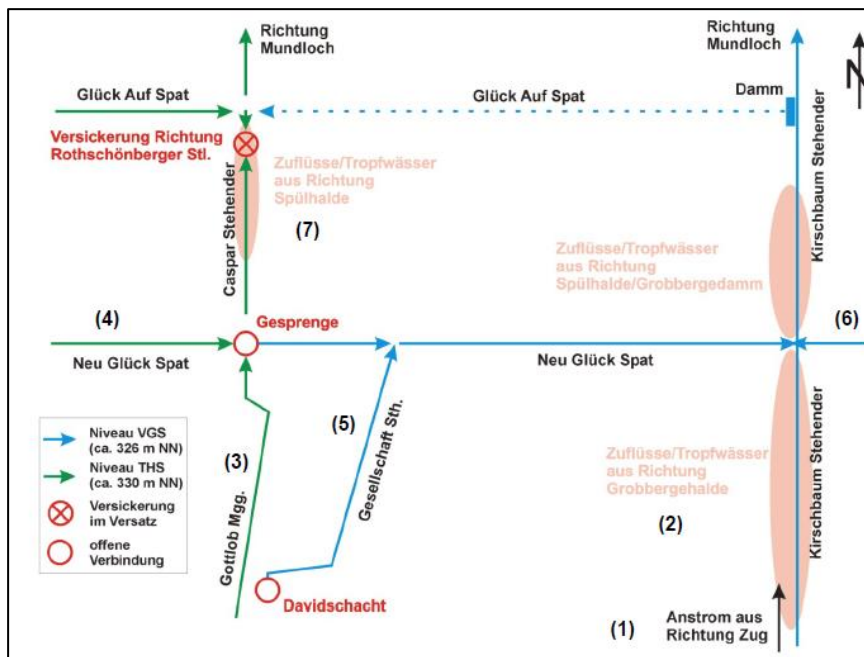 Richtung
Mundloch
Richtung
Mundloch
N
Glück Auf Spat
Glück Auf Spat
Damm
Versickerung Richtung
Rothschönberger Stl.
Zuflüsse/Tropfwässer
aus Richtung
Spülhalde
(7)
Caspar Stehender
Kirschbaum Stehender
Zuflüsse/Tropfwässer
aus Richtung
Spülhalde/Grobbergedamm
(4)
Gesprenge
(6)
Neu Glück Spat
Neu Glück Spat
Niveau VGS
(ca. 326 m NN)
Niveau THS
(ca. 330 m NN)
Versickerung
im Versatz
offene
Verbindung
(3)
Gottlob Mgg.
(5)
Gesellschaft Sth.
Davidschacht
Zuflüsse/Tropfwässer
aus Richtung
Grobbergehalde
(2)
Kirschbaum Stehender
(1)
Anstrom aus
Richtung Zug